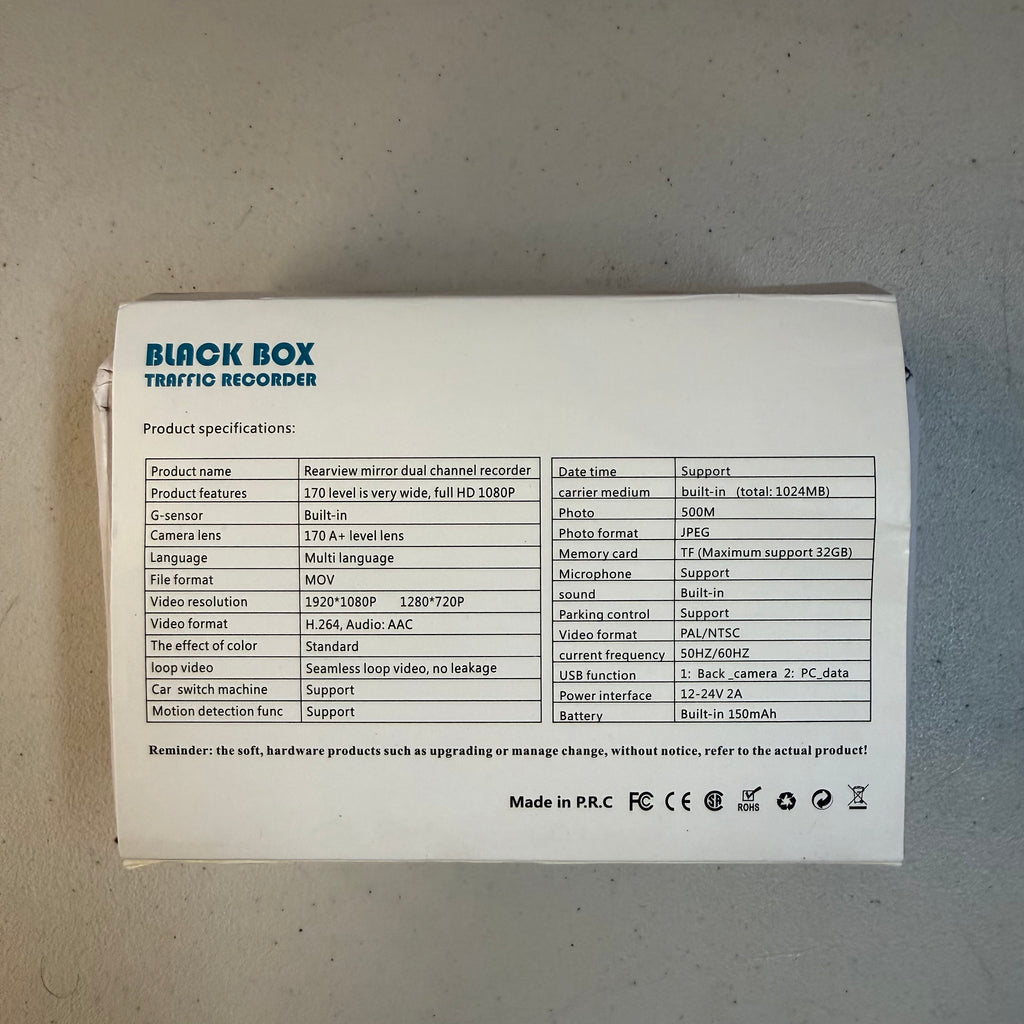 BLACK BOX
TRAFFIC RECORDER
Product specifications:
Product name Rearview mirror dual channel recorder
Product features 170 level is very wide, full HD 1080P
G-sensor Built-in
Camera lens 170 A+ level lens
Language Multi language
File format MOV
Video resolution 1920*1080P 1280*720P
Video format H.264, Audio: AAC
The effect of color Standard
loop video Seamless loop video, no leakage
Car switch machine Support
Motion detection func Support
Date time Support
carrier medium built-in (total: 1024MB)
Photo 500M
Photo format JPEG
Memory card TF (Maximum support 32GB)
Microphone Support
sound Built-in
Parking control Support
Video format PAL/NTSC
current frequency 50HZ/60HZ
USB function 1: Back_camera 2: PC_data
Power interface 12-24V 2A
Battery Built-in 150mAh
Reminder: the soft, hardware products such as upgrading or manage change, without notice, refer to the actual product!
Made in P.R.C FC CE SA ROHS